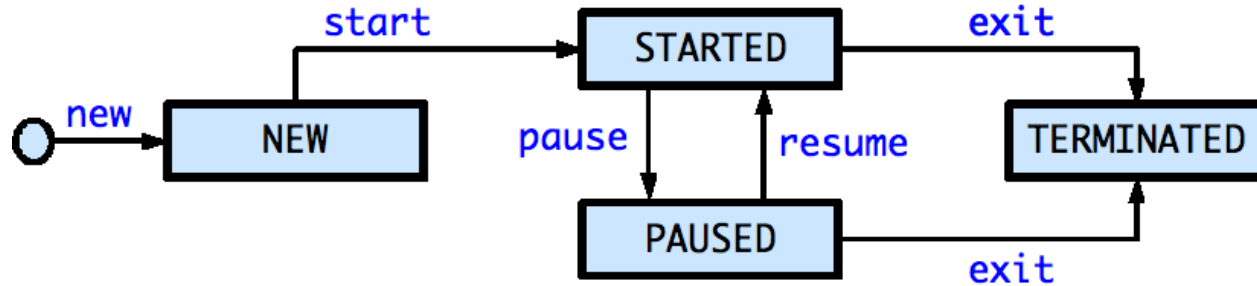 start
exit
STARTED
new
NEW
pause
resume
TERMINATED
PAUSED
exit